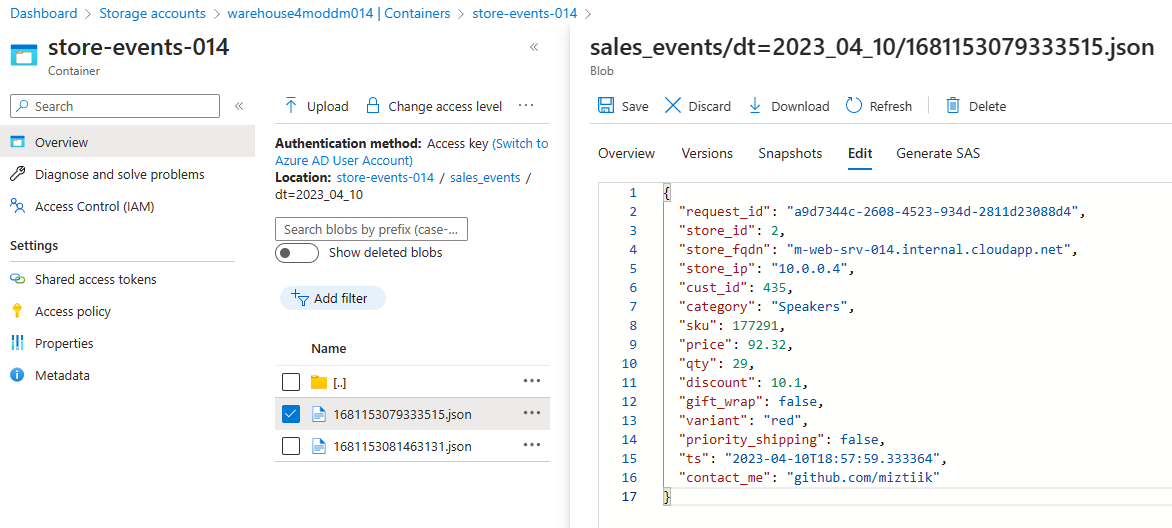 Dashboard > Storage accounts > warehouse4moddm014 | Containers > store-events-014 >
store-events-014
Container
«
Search
«
Overview
Diagnose and solve problems
Access Control (IAM)
Settings
Shared access tokens
Access policy
Properties
Metadata
Upload Change access level ...
Authentication method: Access key (Switch to
Azure AD User Account)
Location: store-events-014 / sales_events /
dt=2023_04_10
Search blobs by prefix (case-...
Show deleted blobs
Add filter
Name
[..] ...
1681153079333515.json ...
1681153081463131.json ...
sales_events/dt=2023_04_10/1681153079333515.json
Blob
Save Discard Download Refresh Delete
Overview Versions Snapshots Edit Generate SAS
1 {
2 "request_id": "a9d7344c-2608-4523-934d-2811d23088d4",
3 "store_id": 2,
4 "store_fqdn": "m-web-srv-014.internal.cloudapp.net",
5 "store_ip": "10.0.0.4",
6 "cust_id": 435,
7 "category": "Speakers",
8 "sku": 177291,
9 "price": 92.32,
10 "qty": 29,
11 "discount": 10.1,
12 "gift_wrap": false,
13 "variant": "red",
14 "priority_shipping": false,
15 "ts": "2023-04-10T18:57:59.333364",
16 "contact_me": "github.com/miztiik"
17 }